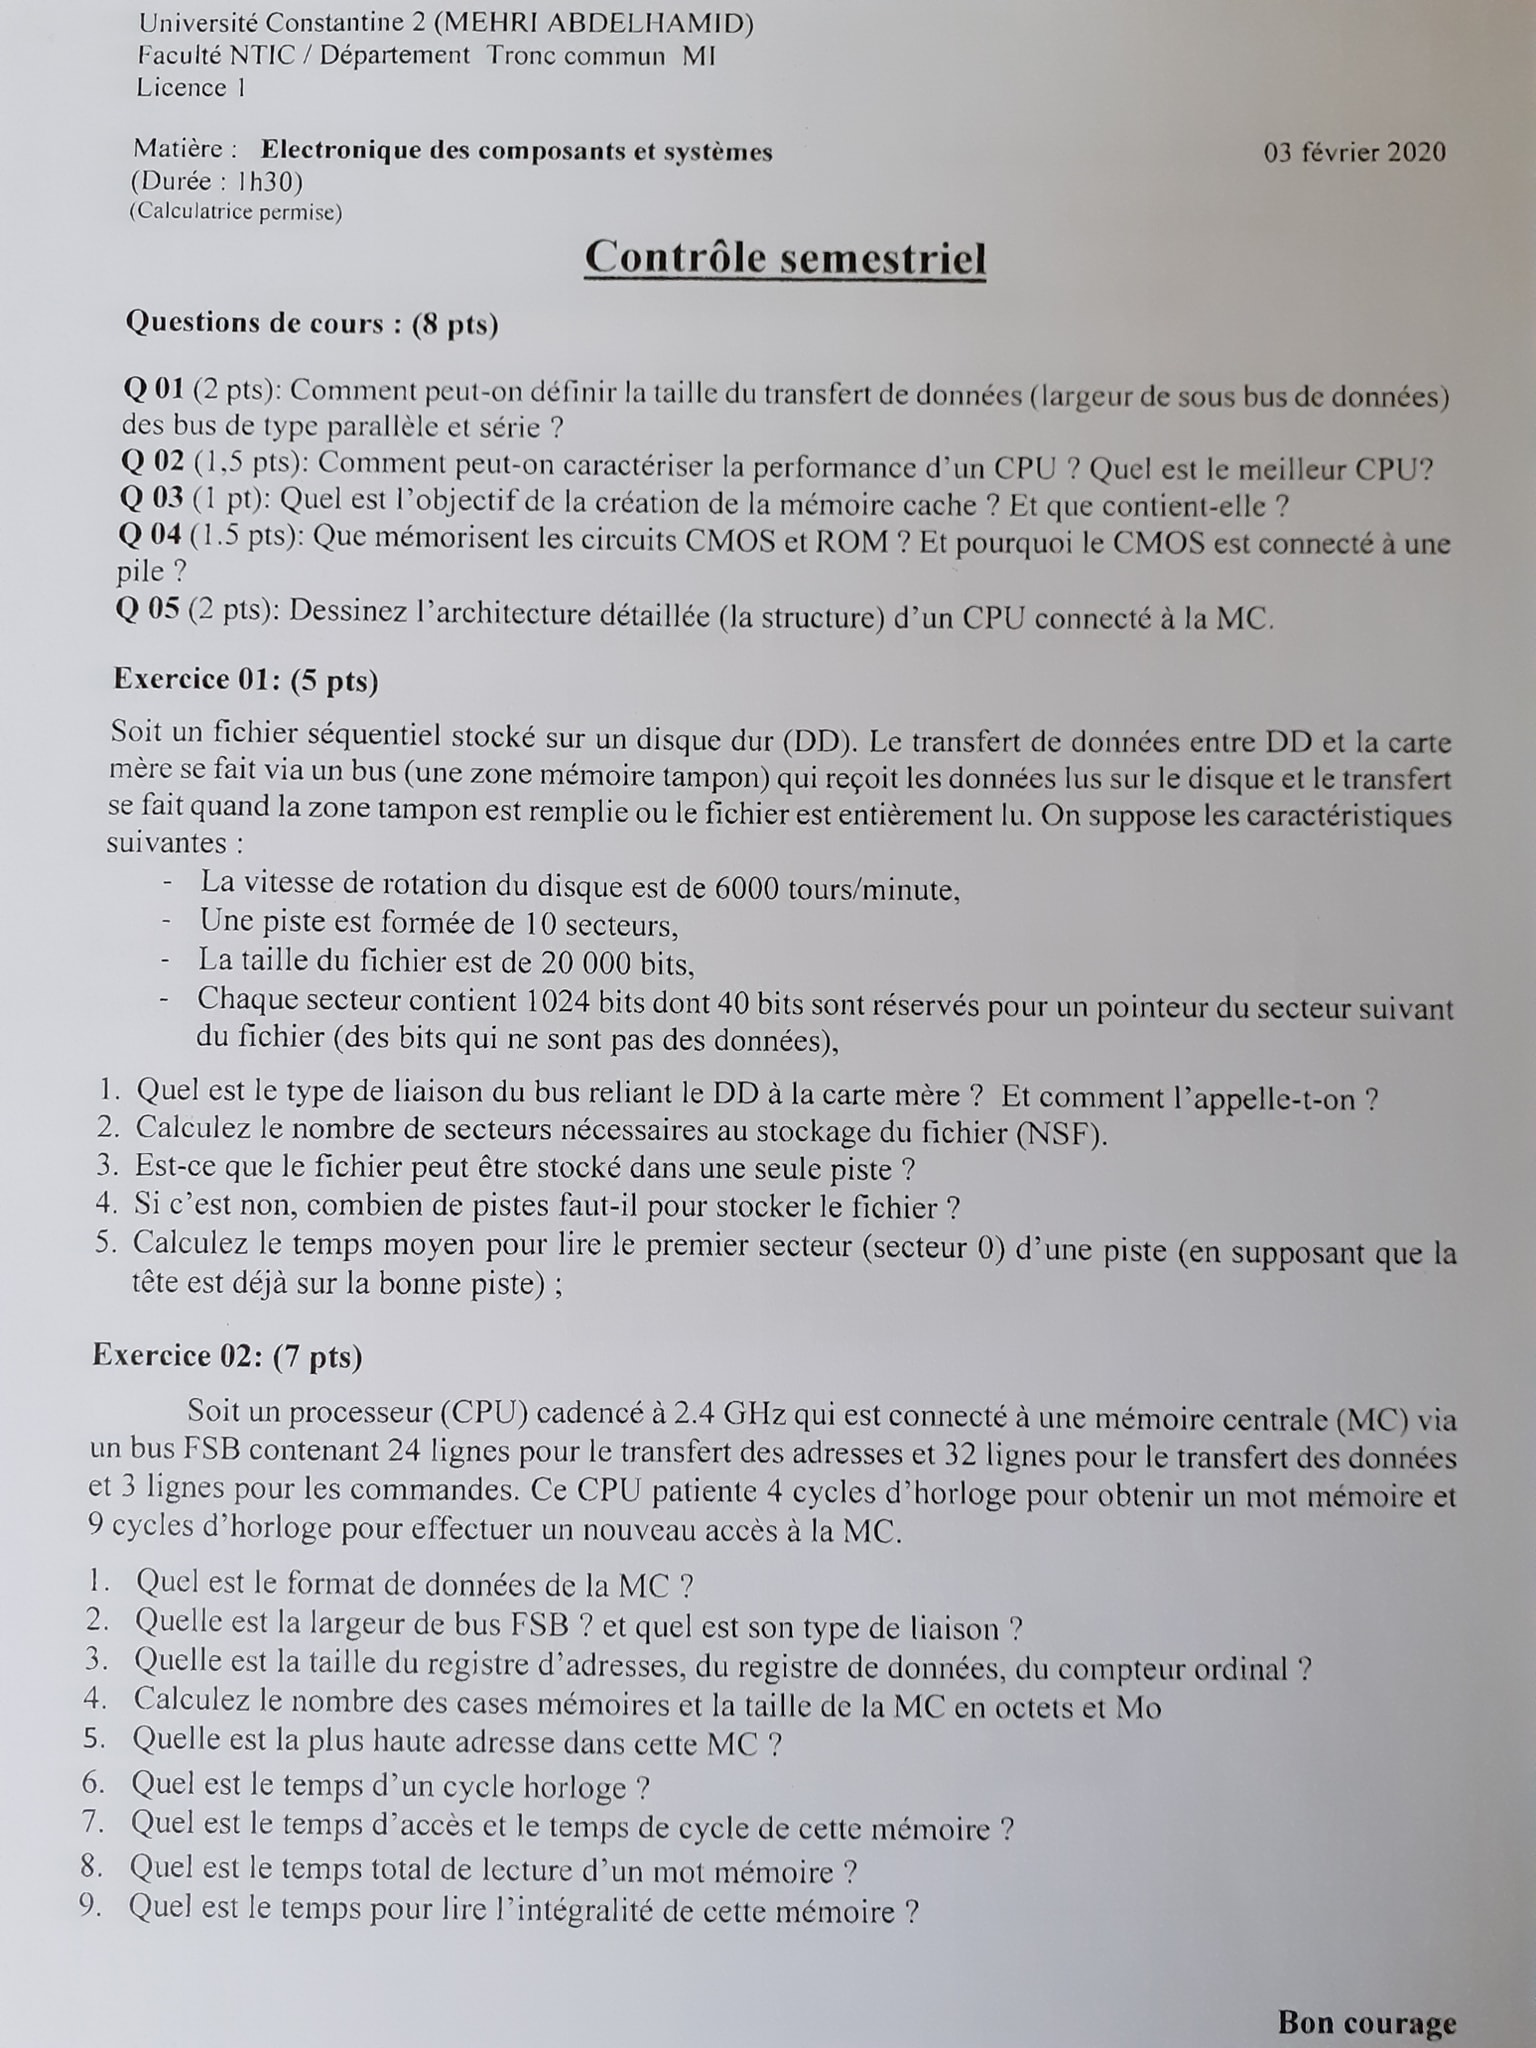 Université Constantine 2 (MEHRI ABDELHAMID)
Faculté NTIC / Département Tronc commun MI
Licence 1
Matière : Electronique des composants et systèmes 03 février 2020
(Durée : 1h30)
(Calculatrice permise)
Contrôle semestriel
Questions de cours : (8 pts)
Q 01 (2 pts): Comment peut-on définir la taille du transfert de données (largeur de sous bus de données)
des bus de type parallèle et série ?
Q 02 (1,5 pts): Comment peut-on caractériser la performance d'un CPU ? Quel est le meilleur CPU?
Q 03 (1 pt): Quel est l'objectif de la création de la mémoire cache ? Et que contient-elle ?
Q 04 (1.5 pts): Que mémorisent les circuits CMOS et ROM ? Et pourquoi le CMOS est connecté à une
pile ?
Q 05 (2 pts): Dessinez l'architecture détaillée (la structure) d'un CPU connecté à la MC.
Exercice 01: (5 pts)
Soit un fichier séquentiel stocké sur un disque dur (DD). Le transfert de données entre DD et la carte
mère se fait via un bus (une zone mémoire tampon) qui reçoit les données lus sur le disque et le transfert
se fait quand la zone tampon est remplie ou le fichier est entièrement lu. On suppose les caractéristiques
suivantes :
- La vitesse de rotation du disque est de 6000 tours/minute,
- Une piste est formée de 10 secteurs,
- La taille du fichier est de 20 000 bits,
- Chaque secteur contient 1024 bits dont 40 bits sont réservés pour un pointeur du secteur suivant
du fichier (des bits qui ne sont pas des données),
1. Quel est le type de liaison du bus reliant le DD à la carte mère ? Et comment l'appelle-t-on ?
2. Calculez le nombre de secteurs nécessaires au stockage du fichier (NSF).
3. Est-ce que le fichier peut être stocké dans une seule piste ?
4. Si c'est non, combien de pistes faut-il pour stocker le fichier ?
5. Calculez le temps moyen pour lire le premier secteur (secteur 0) d'une piste (en supposant que la
tête est déjà sur la bonne piste) ;
Exercice 02: (7 pts)
Soit un processeur (CPU) cadencé à 2.4 GHz qui est connecté à une mémoire centrale (MC) via
un bus FSB contenant 24 lignes pour le transfert des adresses et 32 lignes pour le transfert des données
et 3 lignes pour les commandes. Ce CPU patiente 4 cycles d'horloge pour obtenir un mot mémoire et
9 cycles d'horloge pour effectuer un nouveau accès à la MC.
1. Quel est le format de données de la MC ?
2. Quelle est la largeur de bus FSB ? et quel est son type de liaison ?
3. Quelle est la taille du registre d'adresses, du registre de données, du compteur ordinal ?
4. Calculez le nombre des cases mémoires et la taille de la MC en octets et Mo
5. Quelle est la plus haute adresse dans cette MC ?
6. Quel est le temps d'un cycle horloge ?
7. Quel est le temps d'accès et le temps de cycle de cette mémoire ?
8. Quel est le temps total de lecture d'un mot mémoire ?
9. Quel est le temps pour lire l'intégralité de cette mémoire ?
Bon courage